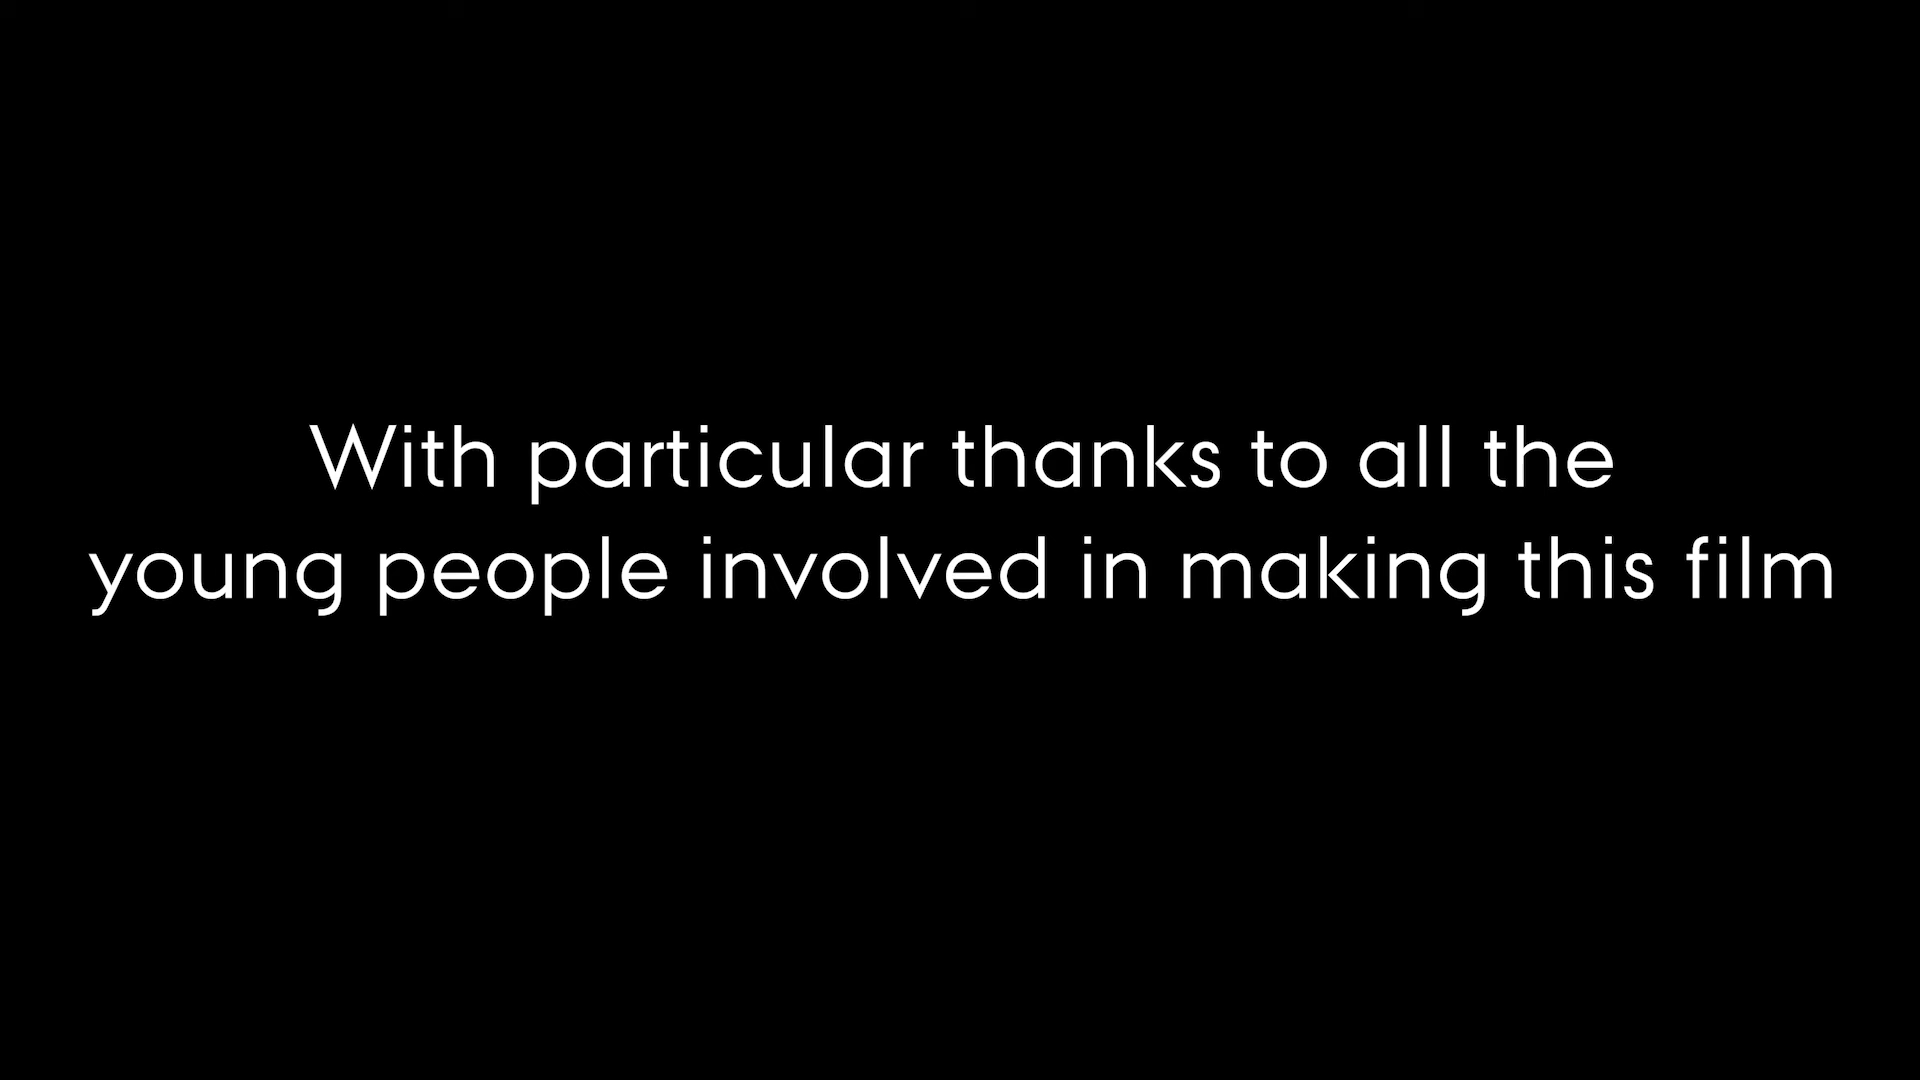 With particular thanks to all the
young people involved in making this film